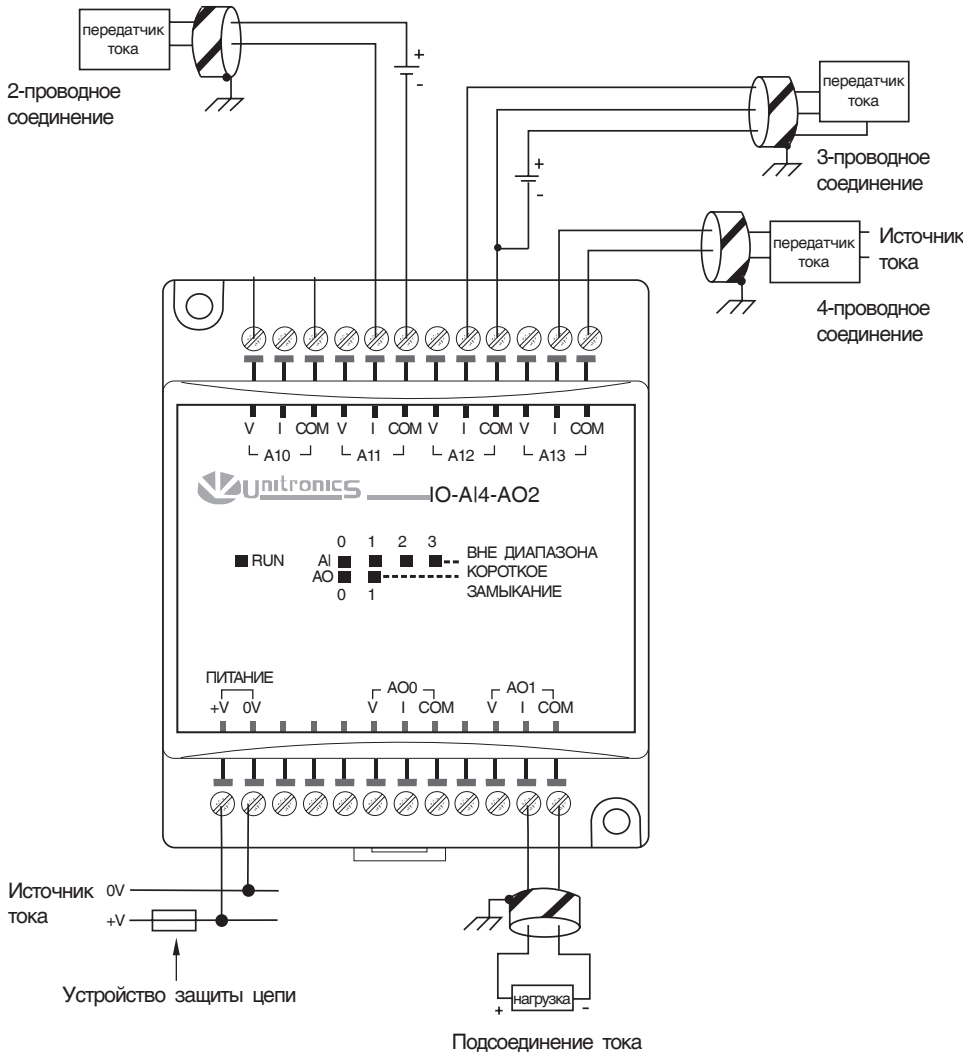 передатчик
тока
2-проводное
соединение
+
-
передатчик
тока
3-проводное
соединение
+
-
передатчик
тока
Источник
тока
4-проводное
соединение
V I COM V I COM V I COM V I COM
A10 A11 A12 A13
Unitronics IO-AI4-AO2
0 1 2 3
RUN AI ВНЕ ДИАПАЗОНА
AO КОРОТКОЕ
ЗАМЫКАНИЕ
0 1
ПИТАНИЕ
AO0 AO1
+V 0V V I COM V I COM
Источник
тока
0V
+V
Устройство защиты цепи
+ нагрузка -
Подсоединение тока